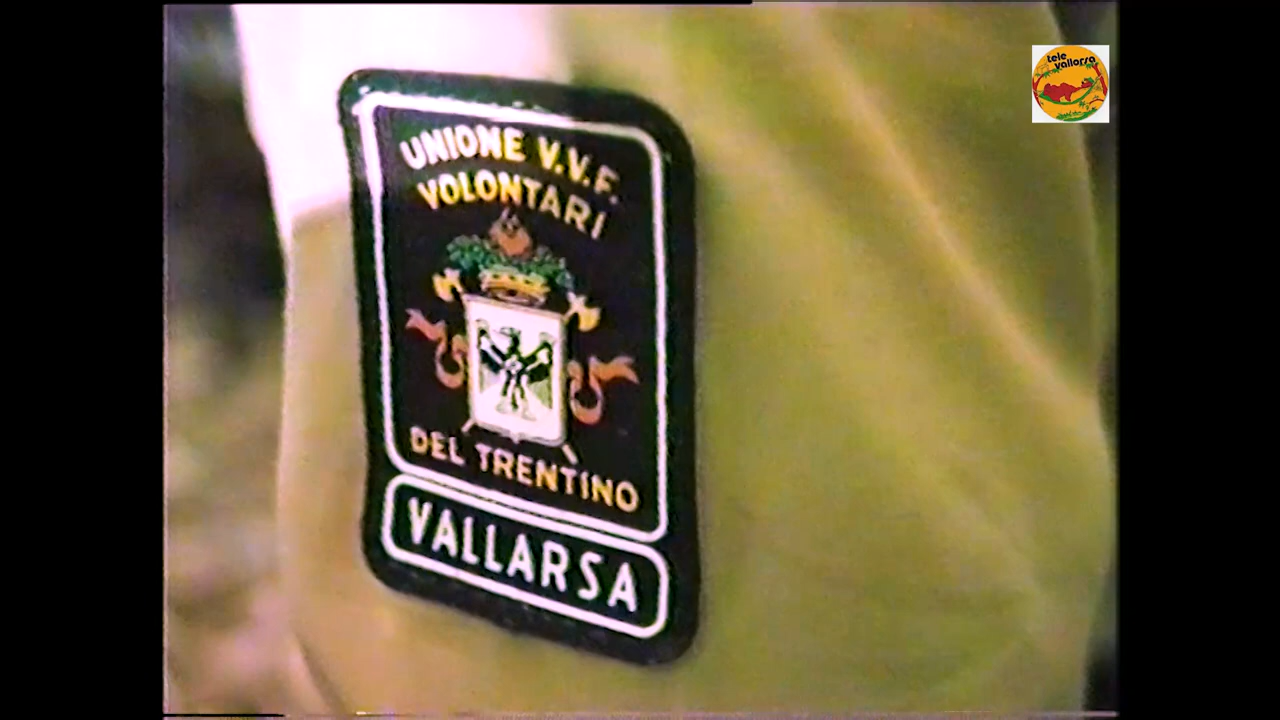 UNIONE V.V.F.
VOLONTARI
DEL TRENTINO
VALLARSA
tele
vallarsa